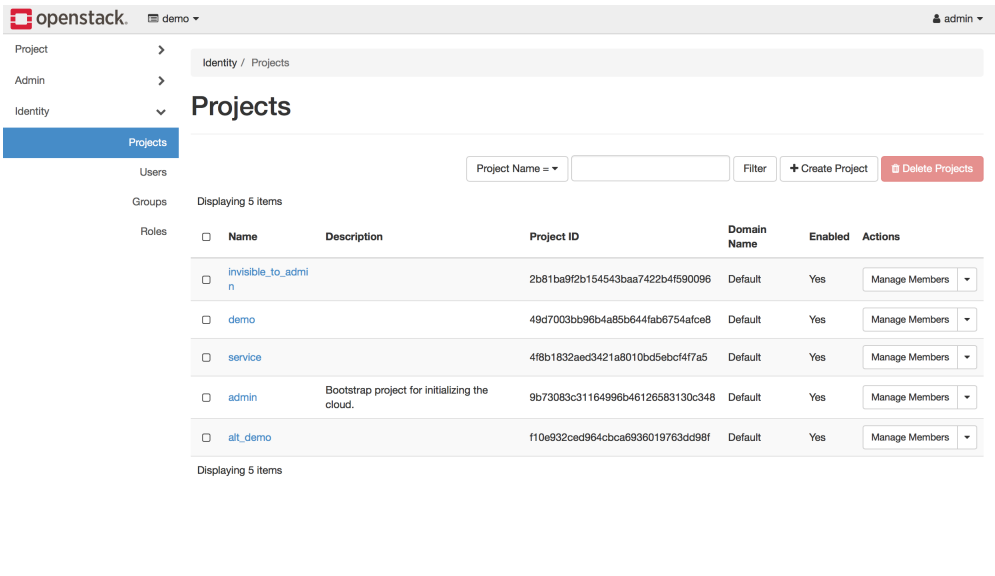 openstack. demo admin
Project
Admin
Identity
Projects
Users
Groups
Roles
Identity / Projects
Projects
Project Name = Filter + Create Project Delete Projects
Displaying 5 items
Name Description Project ID Domain Name Enabled Actions
invisible_to_admi
n 2b81ba9f2b154543baa7422b4f590096 Default Yes Manage Members
demo 49d7003bb96b4a85b644fab6754afce8 Default Yes Manage Members
service 4f8b1832aed3421a8010bd5ebcf4f7a5 Default Yes Manage Members
admin Bootstrap project for initializing the
cloud. 9b73083c31164996b46126583130c348 Default Yes Manage Members
alt_demo f10e932ced964cbca6936019763dd98f Default Yes Manage Members
Displaying 5 items